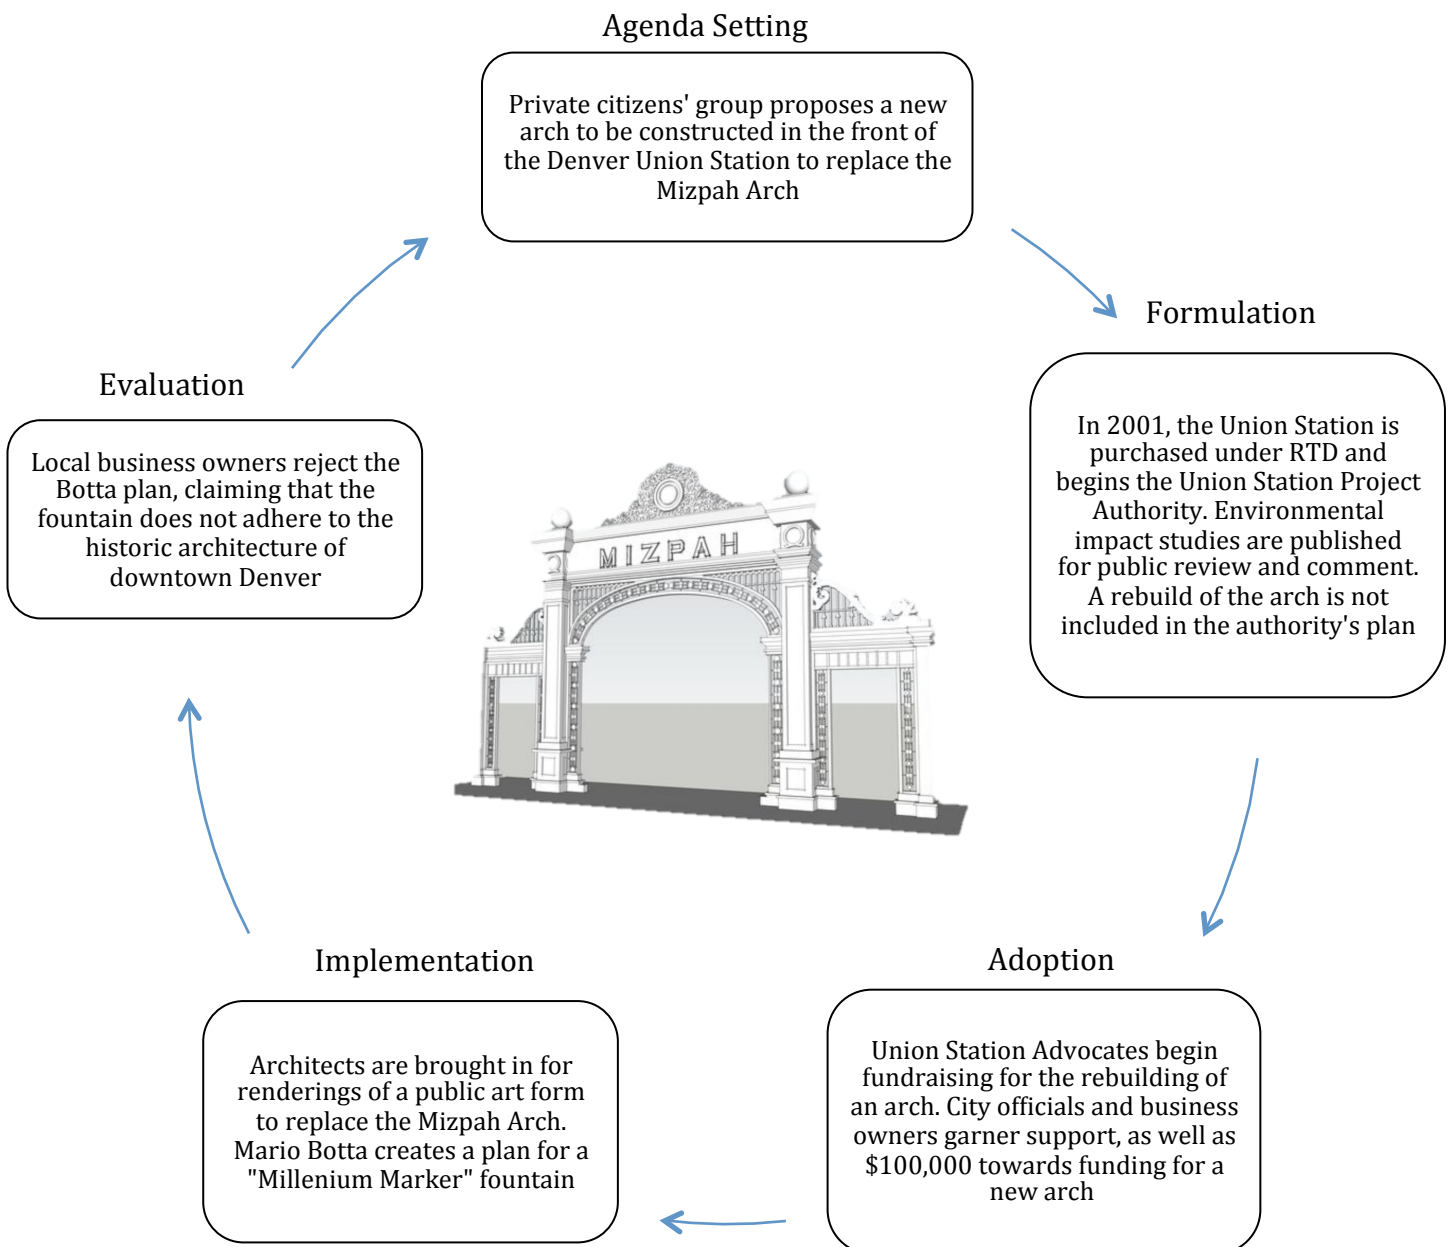 Agenda Setting
Private citizens' group proposes a new
arch to be constructed in the front of
the Denver Union Station to replace the
Mizpah Arch
Formulation
In 2001, the Union Station is
purchased under RTD and
begins the Union Station Project
Authority. Environmental
impact studies are published
for public review and comment.
A rebuild of the arch is not
included in the authority's plan
Adoption
Union Station Advocates begin
fundraising for the rebuilding of
an arch. City officials and business
owners garner support, as well as
$100,000 towards funding for a
new arch
Implementation
Architects are brought in for
renderings of a public art form
to replace the Mizpah Arch.
Mario Botta creates a plan for a
"Millenium Marker" fountain
Evaluation
Local business owners reject the
Botta plan, claiming that the
fountain does not adhere to the
historic architecture of
downtown Denver
MIZPAH